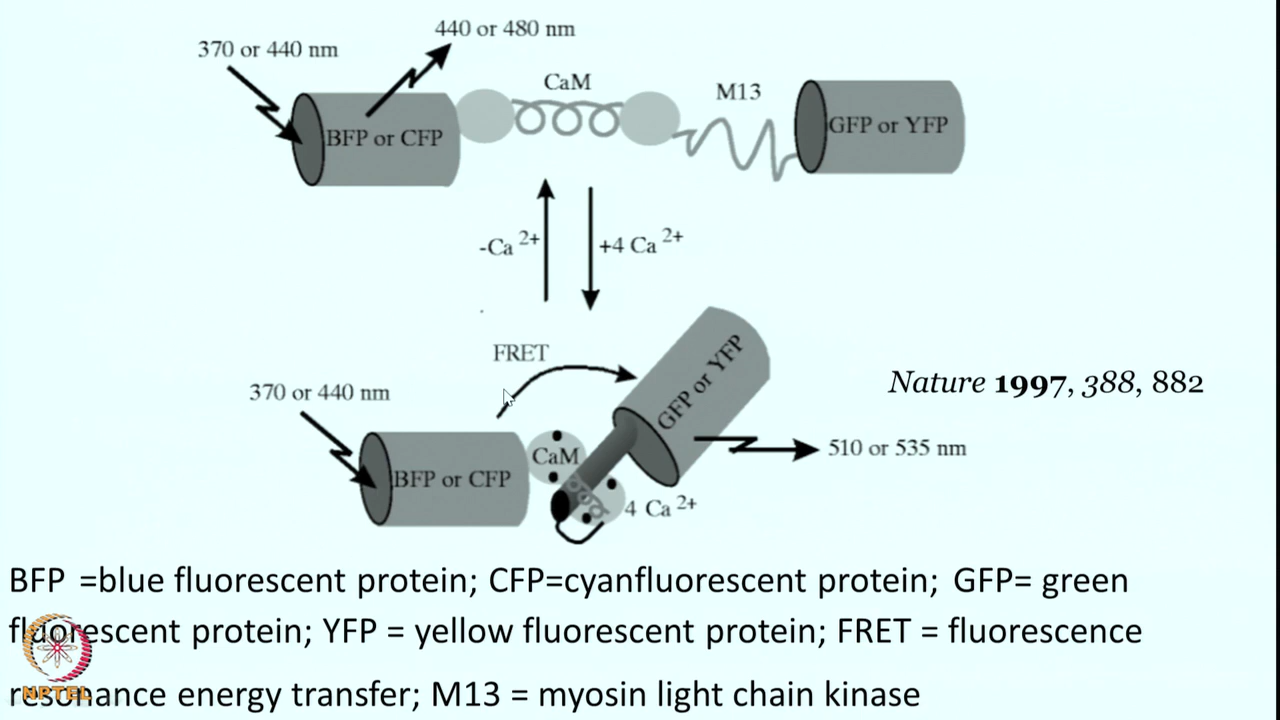 440 or 480 nm
370 or 440 nm
CaM
M13
BFP or CFP
GFP or YFP
-Ca 2+
+4 Ca 2+
FRET
GFP or YFP
370 or 440 nm
Nature 1997, 388, 882
510 or 535 nm
CaM
BFP or CFP
4 Ca 2+
BFP =blue fluorescent protein; CFP=cyanfluorescent protein; GFP= green
fluorescent protein; YFP = yellow fluorescent protein; FRET = fluorescence
resonance energy transfer; M13 = myosin light chain kinase
NPTEL